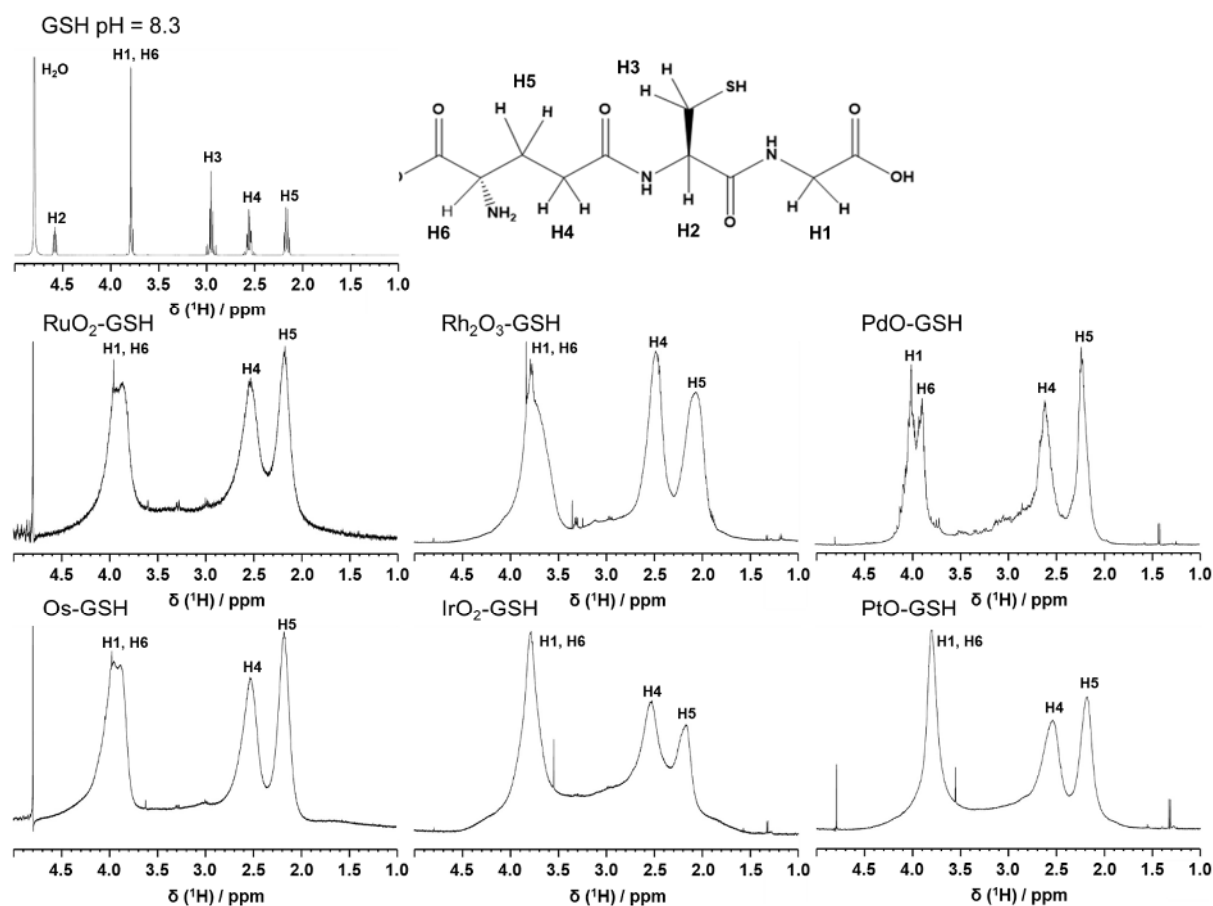 GSH pH = 8.3
H₂O
H1, H6
H2
H3
H4
H5
4.5 4.0 3.5 3.0 2.5 2.0 1.5 1.0
δ (¹H) / ppm
H3
H
H
SH
H5
H
H
O
O
O
N
H
H
N
OH
H
NH₂
H
H
H
O
H
H
H6
H4
H2
H1
RuO₂-GSH
H1, H6
H4
H5
4.5 4.0 3.5 3.0 2.5 2.0 1.5 1.0
δ (¹H) / ppm
Rh₂O₃-GSH
H1, H6
H4
H5
4.5 4.0 3.5 3.0 2.5 2.0 1.5 1.0
δ (¹H) / ppm
PdO-GSH
H1
H6
H4
H5
4.5 4.0 3.5 3.0 2.5 2.0 1.5 1.0
δ (¹H) / ppm
Os-GSH
H1, H6
H4
H5
4.5 4.0 3.5 3.0 2.5 2.0 1.5 1.0
δ (¹H) / ppm
IrO₂-GSH
H1, H6
H4
H5
4.5 4.0 3.5 3.0 2.5 2.0 1.5 1.0
δ (¹H) / ppm
PtO-GSH
H1, H6
H4
H5
4.5 4.0 3.5 3.0 2.5 2.0 1.5 1.0
δ (¹H) / ppm